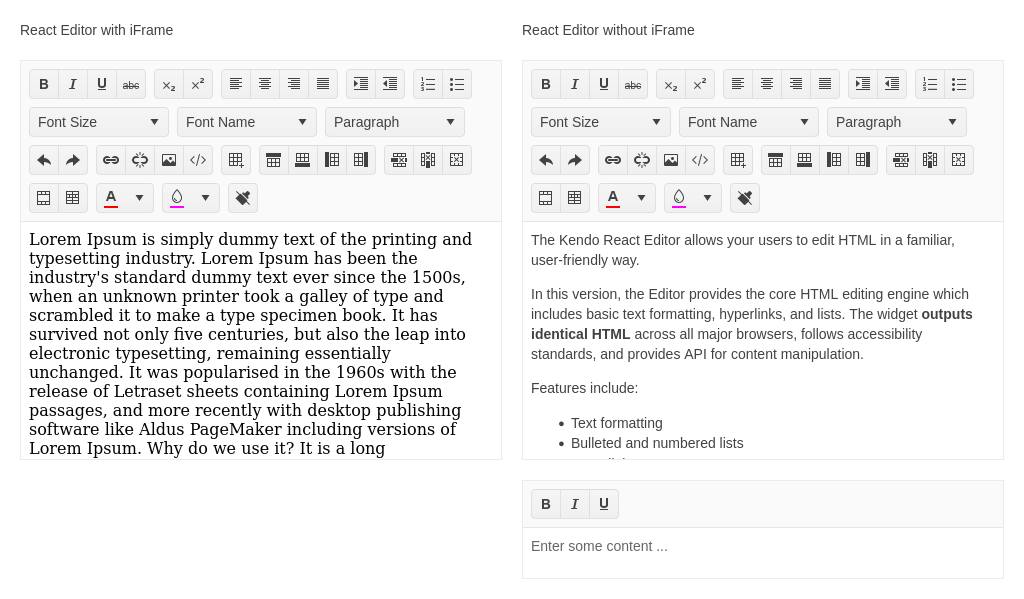 React Editor with iFrame
B I U abc X₂ X²
Font Size Font Name Paragraph
A
Lorem Ipsum is simply dummy text of the printing and
typesetting industry. Lorem Ipsum has been the
industry's standard dummy text ever since the 1500s,
when an unknown printer took a galley of type and
scrambled it to make a type specimen book. It has
survived not only five centuries, but also the leap into
electronic typesetting, remaining essentially
unchanged. It was popularised in the 1960s with the
release of Letraset sheets containing Lorem Ipsum
passages, and more recently with desktop publishing
software like Aldus PageMaker including versions of
Lorem Ipsum. Why do we use it? It is a long
React Editor without iFrame
B I U abc X₂ X²
Font Size Font Name Paragraph
A
The Kendo React Editor allows your users to edit HTML in a familiar,
user-friendly way.
In this version, the Editor provides the core HTML editing engine which
includes basic text formatting, hyperlinks, and lists. The widget outputs
identical HTML across all major browsers, follows accessibility
standards, and provides API for content manipulation.
Features include:
• Text formatting
• Bulleted and numbered lists
B I U
Enter some content ...